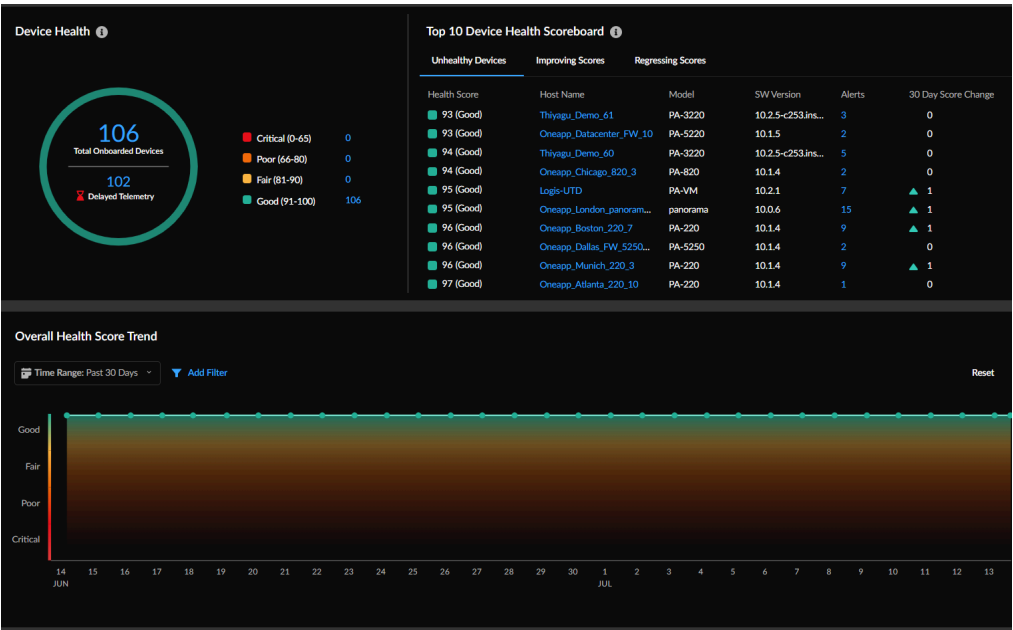 Device Health
106
Total Onboarded Devices
102
Delayed Telemetry
Critical (0-65) 0
Poor (66-80) 0
Fair (81-90) 0
Good (91-100) 106
Top 10 Device Health Scoreboard
Unhealthy Devices Improving Scores Regressing Scores
Health Score Host Name Model SW Version Alerts 30 Day Score Change
93 (Good) Thiyagu_Demo_61 PA-3220 10.2.5-c253.ins... 3 0
93 (Good) Oneapp_Datacenter_FW_10 PA-5220 10.1.5 2 0
94 (Good) Thiyagu_Demo_60 PA-3220 10.2.5-c253.ins... 5 0
94 (Good) Oneapp_Chicago_820_3 PA-820 10.1.4 2 0
95 (Good) Logis-UTD PA-VM 10.2.1 7 1
95 (Good) Oneapp_London_panoram... panorama 10.0.6 15 1
96 (Good) Oneapp_Boston_220_7 PA-220 10.1.4 9 1
96 (Good) Oneapp_Dallas_FW_5250... PA-5250 10.1.4 2 0
96 (Good) Oneapp_Munich_220_3 PA-220 10.1.4 9 1
97 (Good) Oneapp_Atlanta_220_10 PA-220 10.1.4 1 0
Overall Health Score Trend
Time Range: Past 30 Days Add Filter Reset
Good
Fair
Poor
Critical
14 15 16 17 18 19 20 21 22 23 24 25 26 27 28 29 30 1 2 3 4 5 6 7 8 9 10 11 12 13
JUN JUL